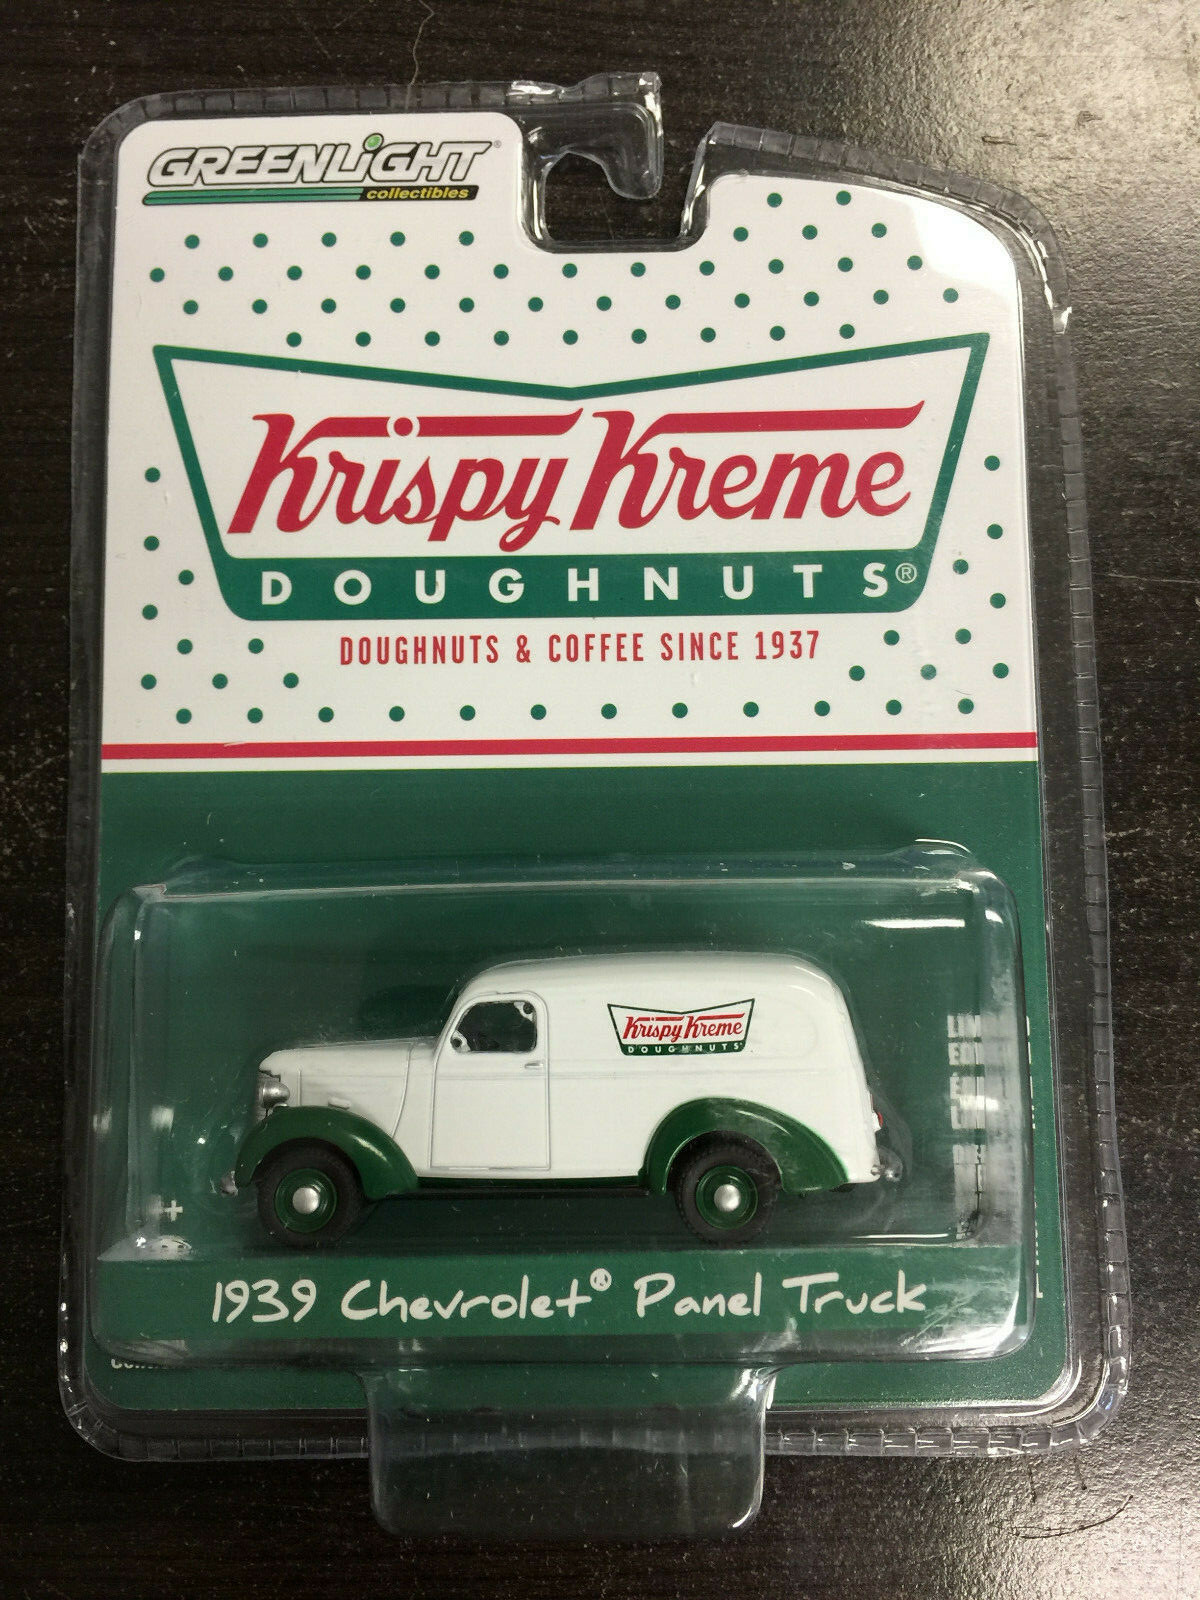 GREENLiGHT®
collectibles
Krispy Kreme
DOUGHNUTS®
DOUGHNUTS & COFFEE SINCE 1937
Krispy Kreme
DOUGHNUTS
1939 Chevrolet® Panel Truck